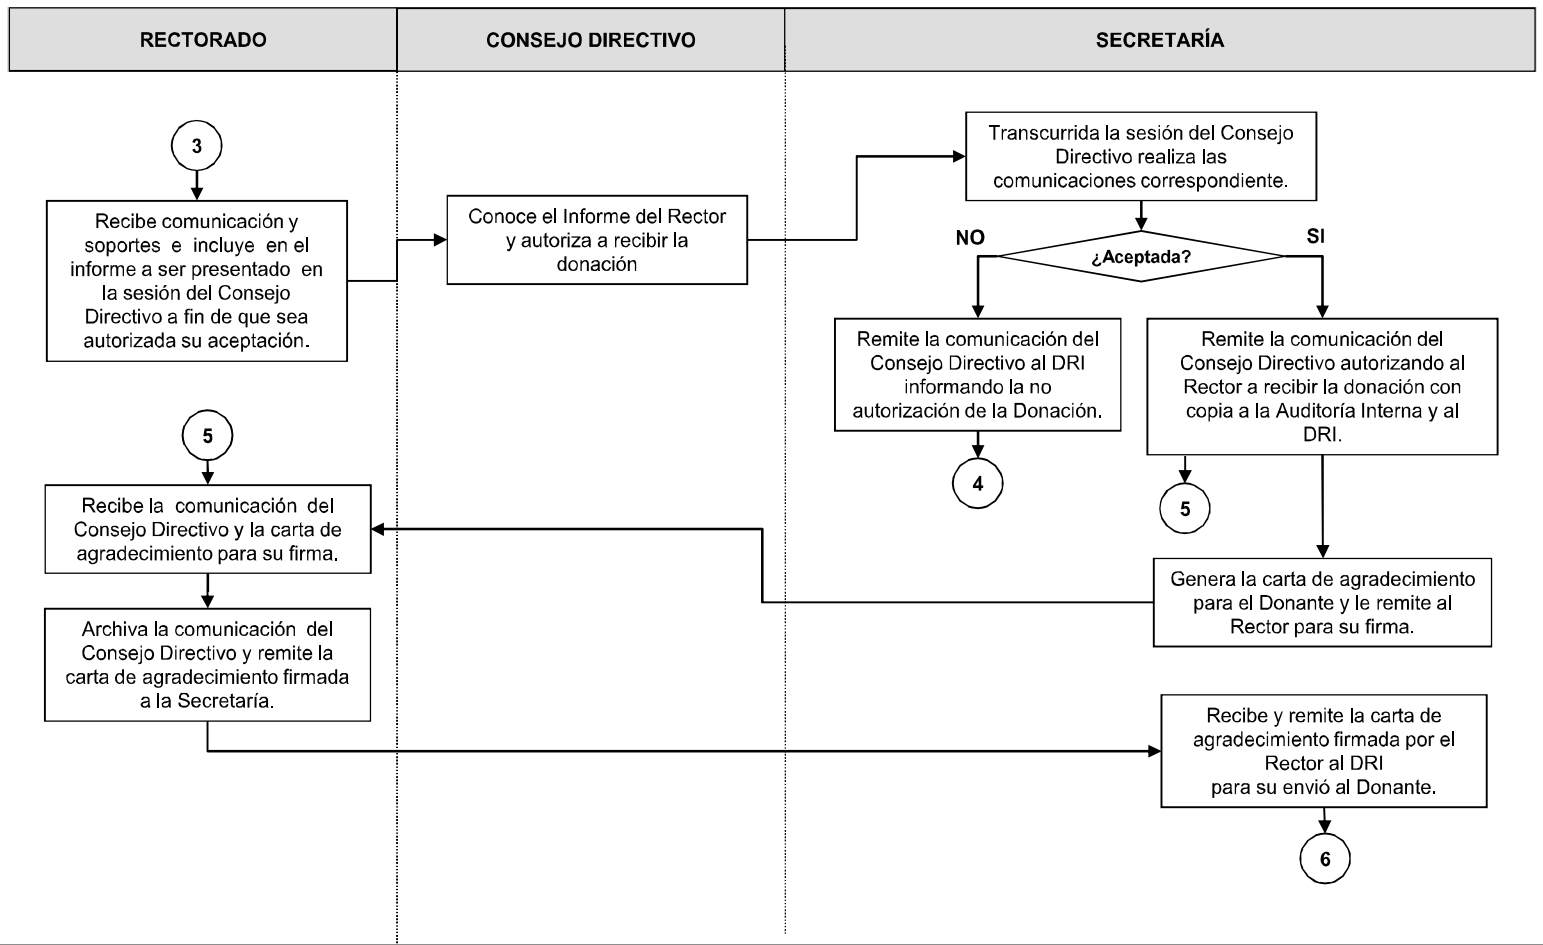 RECTORADO
CONSEJO DIRECTIVO
SECRETARÍA
3
Recibe comunicación y
soportes e incluye en el
informe a ser presentado en
la sesión del Consejo
Directivo a fin de que sea
autorizada su aceptación.
Conoce el Informe del Rector
y autoriza a recibir la
donación
Transcurrida la sesión del Consejo
Directivo realiza las
comunicaciones correspondiente.
NO
¿Aceptada?
SI
Remite la comunicación del
Consejo Directivo al DRI
informando la no
autorización de la Donación.
4
Remite la comunicación del
Consejo Directivo autorizando al
Rector a recibir la donación con
copia a la Auditoría Interna y al
DRI.
5
Genera la carta de agradecimiento
para el Donante y le remite al
Rector para su firma.
5
Recibe la comunicación del
Consejo Directivo y la carta de
agradecimiento para su firma.
Archiva la comunicación del
Consejo Directivo y remite la
carta de agradecimiento firmada
a la Secretaría.
Recibe y remite la carta de
agradecimiento firmada por el
Rector al DRI
para su envió al Donante.
6